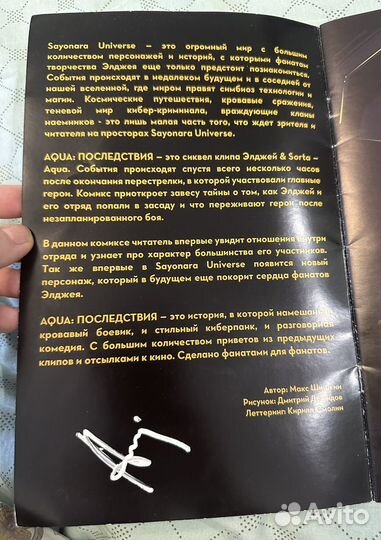 Sayonara Universe – это огромный мир с большим
количеством персонажей и историй, с которыми фанатам
творчества Элджея еще только предстоит познакомиться.
События происходят в недалеком будущем и в соседней от
нашей вселенной, где миром правят симбиоз технологии и
магии. Космические путешествия, кровавые сражения,
теневой мир кибер-криминала, враждующие кланы
наемников - это лишь малая часть того, что ждет зрителя и
читателя на просторах Sayonara Universe.
AQUA: ПОСЛЕДСТВИЯ – это сиквел клипа Элджей & Sorta –
Aqua. События происходят спустя всего несколько часов
после окончания перестрелки, в которой участвовали главные
герои. Комикс приоткроет завесу тайны о том, как Элджей и
его отряд попали в засаду и что переживают герои после
незапланированного боя.
В данном комиксе читатель впервые увидит отношения внутри
отряда и узнает про характер большинства его участников.
Так же впервые в Sayonara Universe появится новый
персонаж, который в будущем еще покорит сердца фанатов
Элджея.
AQUA: ПОСЛЕДСТВИЯ – это история, в которой намешано и
кровавый боевик, и стильный киберпанк, и разговорная
комедия. С большим количеством приветов из предыдущих
клипов и отсылками к кино. Сделано фанатами для фанатов.
Автор: Макс
Рисунок: Дмитрий
Леттеринг: Кирилл
Avito